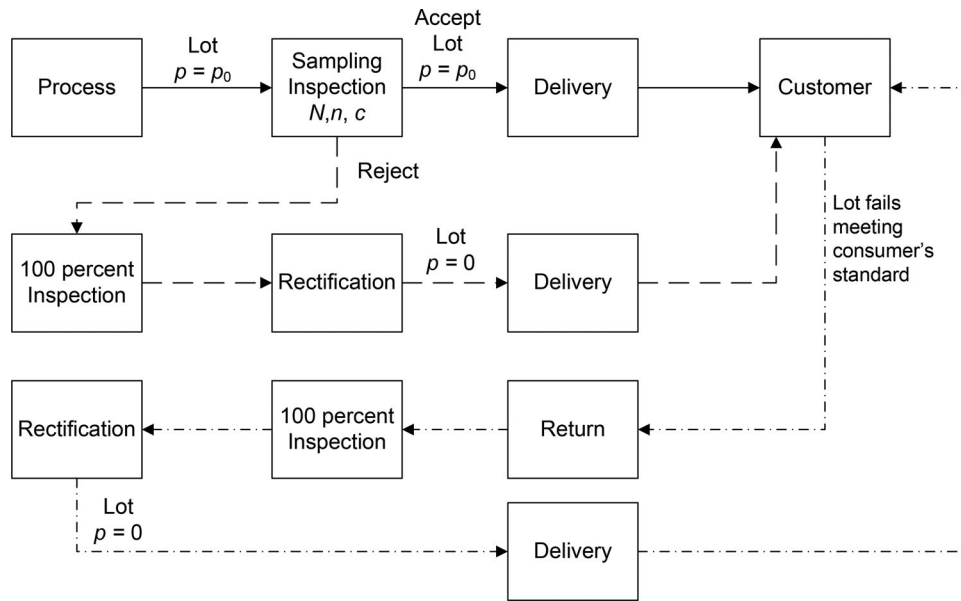 Process
Lot
p = p₀
Sampling
Inspection
N,n, c
Accept
Lot
p = p₀
Delivery
Customer
Reject
100 percent
Inspection
Rectification
Lot
p = 0
Delivery
Lot fails
meeting
consumer’s
standard
Rectification
100 percent
Inspection
Return
Lot
p = 0
Delivery